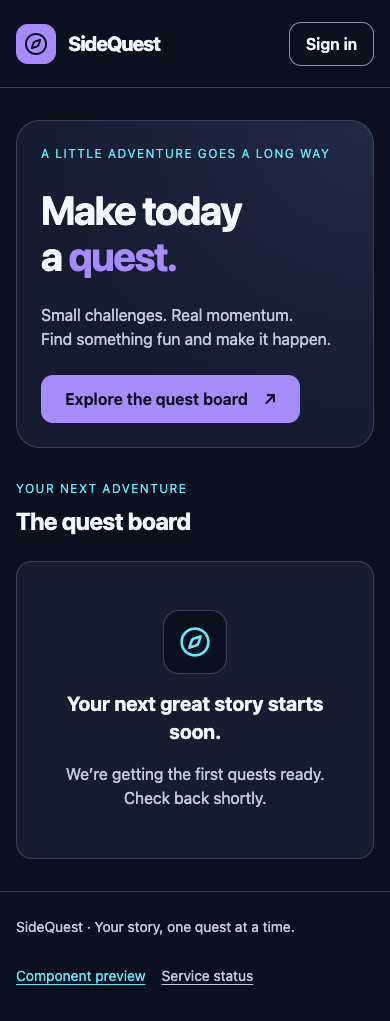 SideQuest
Sign in
A LITTLE ADVENTURE GOES A LONG WAY
Make today
a quest.
Small challenges. Real momentum.
Find something fun and make it happen.
Explore the quest board
YOUR NEXT ADVENTURE
The quest board
Your next great story starts
soon.
We’re getting the first quests ready.
Check back shortly.
SideQuest · Your story, one quest at a time.
Component preview
Service status